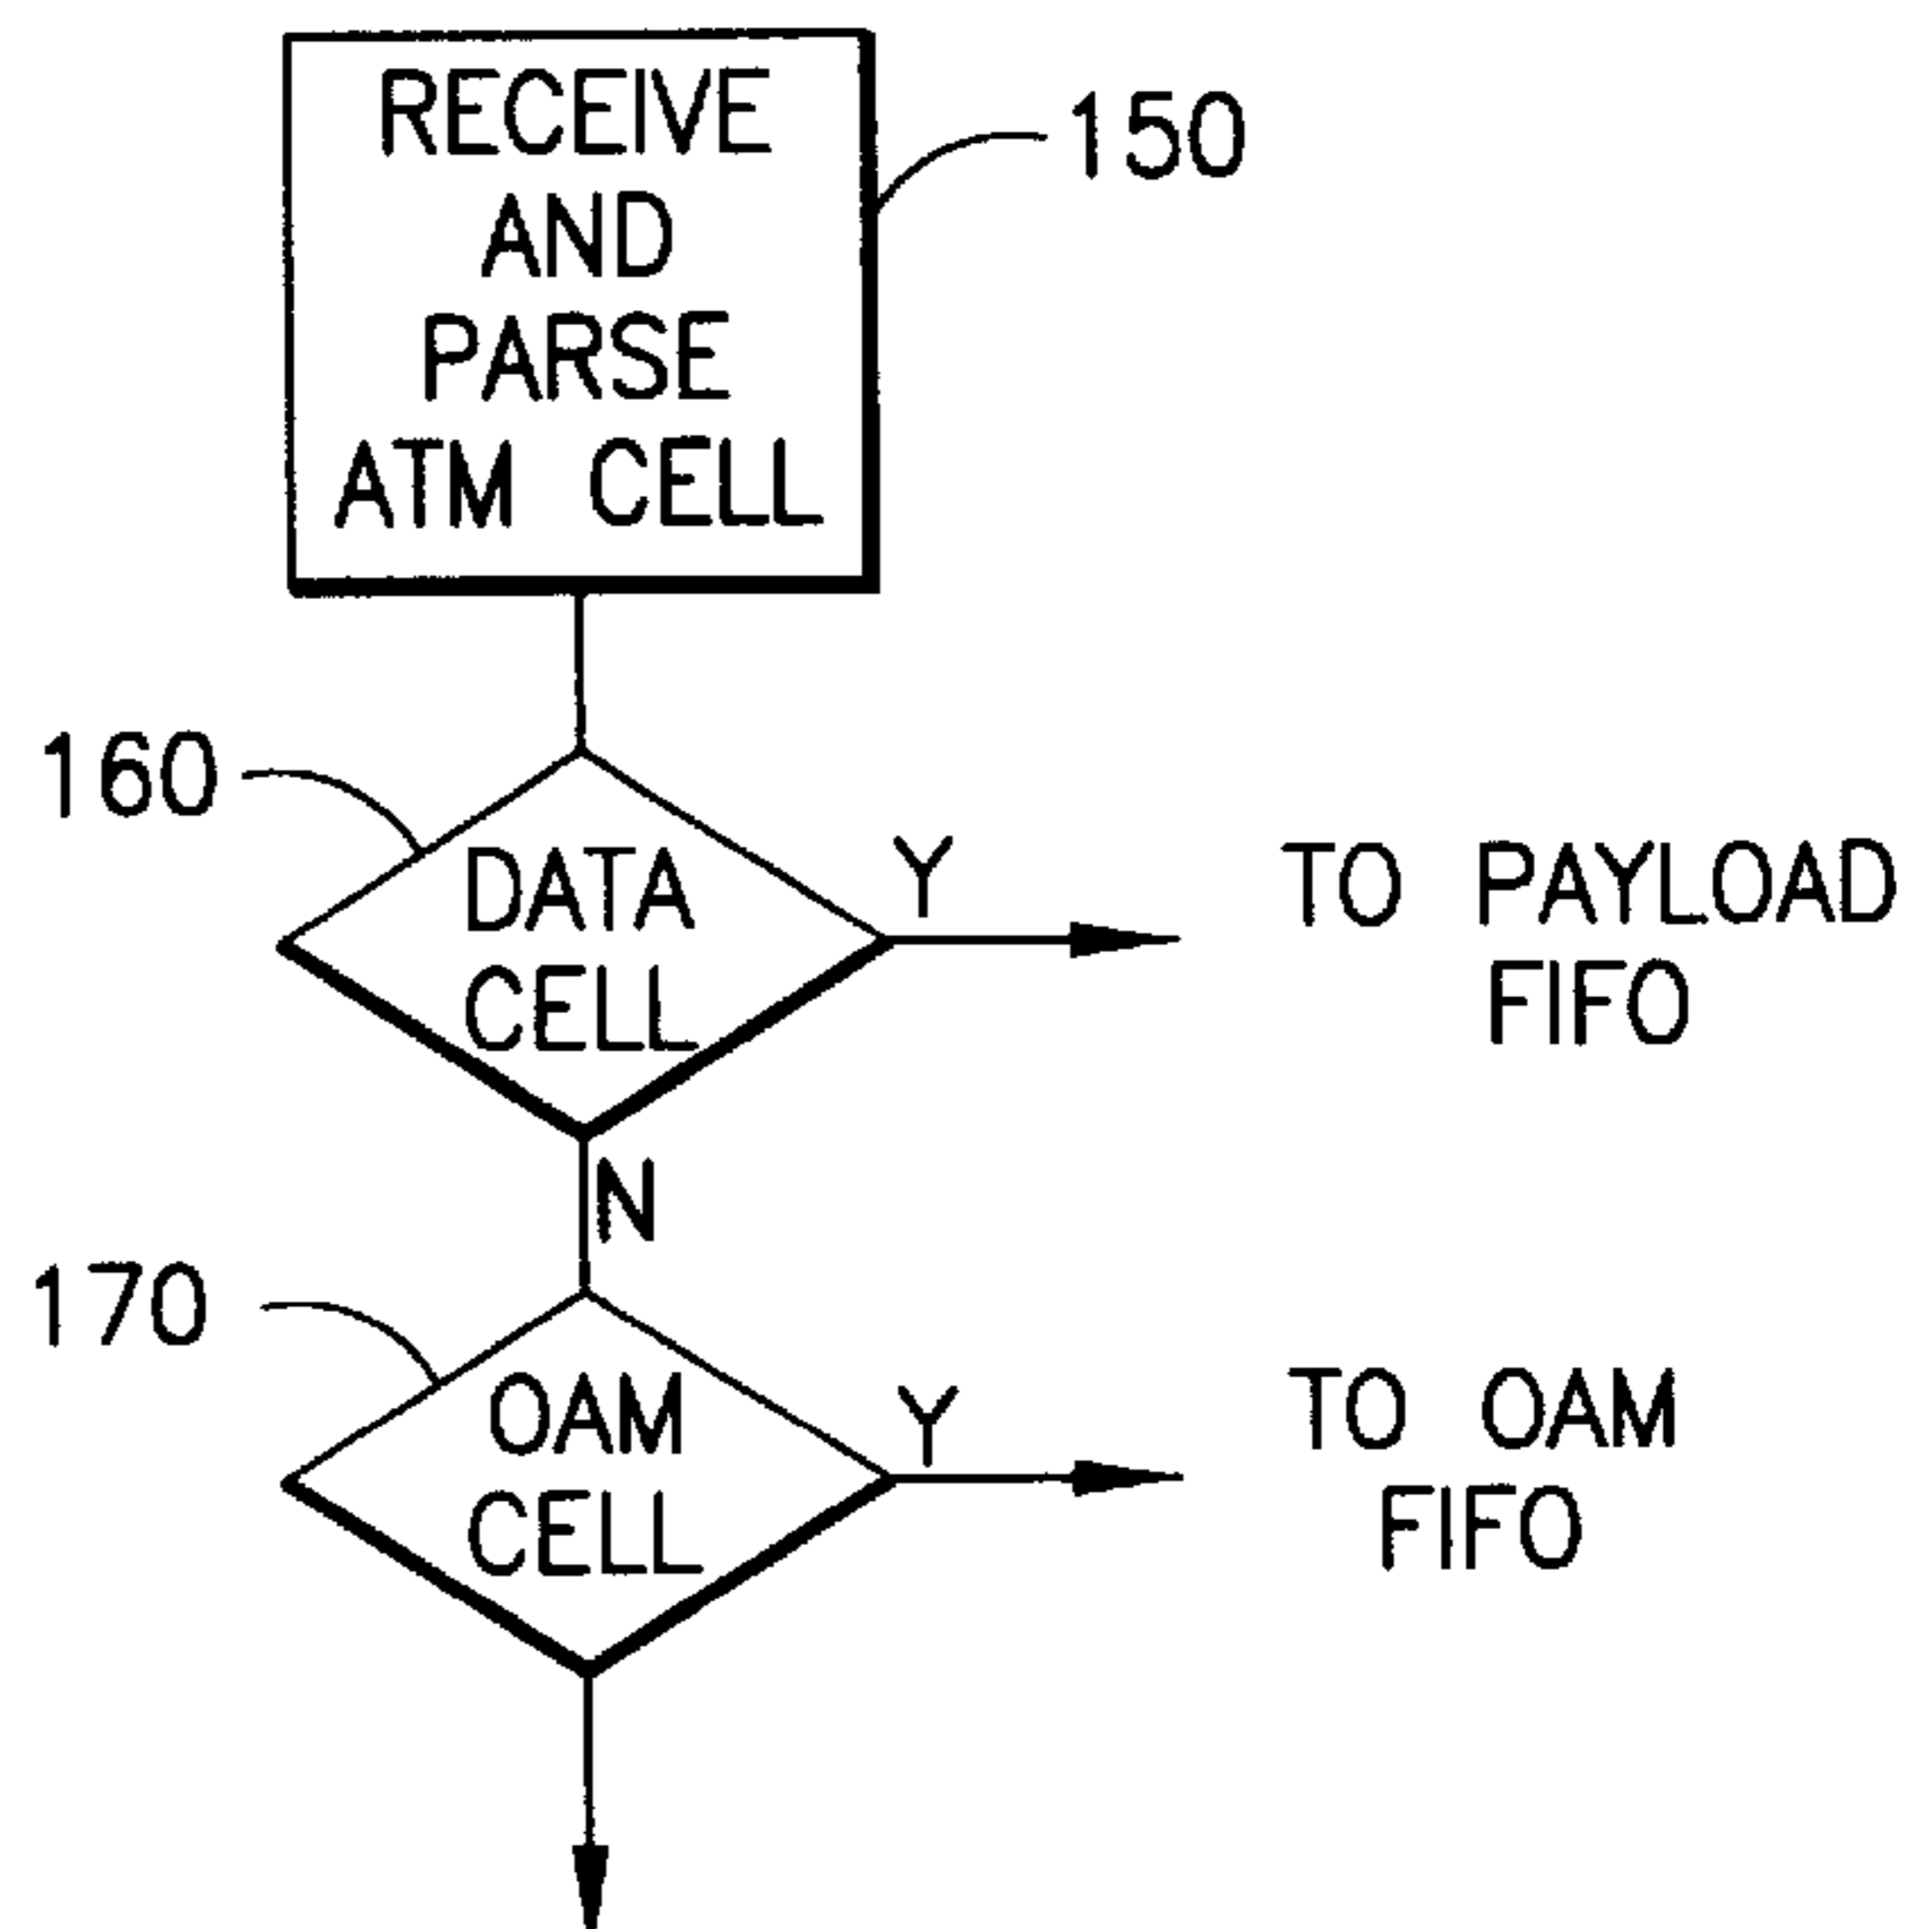 RECEIVE
AND
PARSE
ATM CELL
150
160
DATA
CELL
Y
TO PAYLOAD
FIFO
N
170
OAM
CELL
Y
TO OAM
FIFO